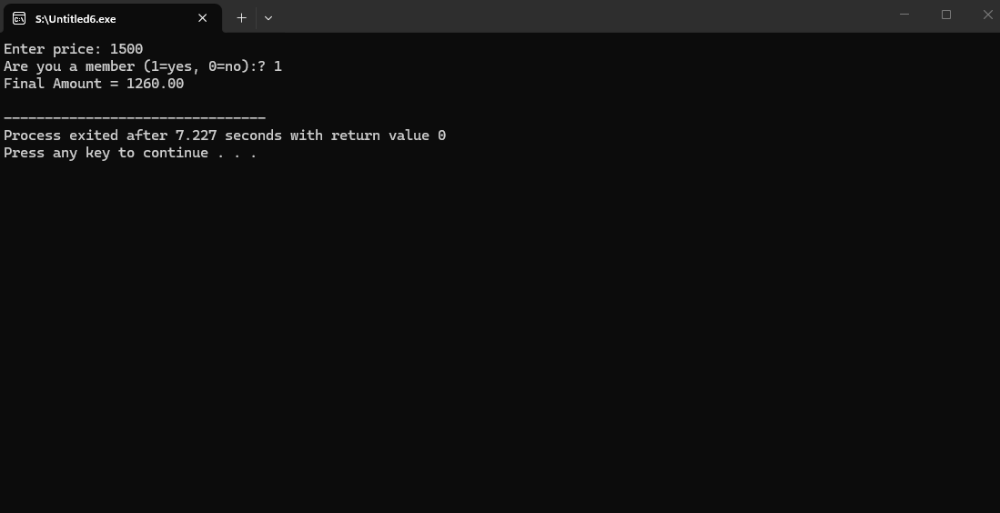 S:\Untitled6.exe
Enter price: 1500
Are you a member (1=yes, 0=no):? 1
Final Amount = 1260.00
--------------------------------
Process exited after 7.227 seconds with return value 0
Press any key to continue . . .